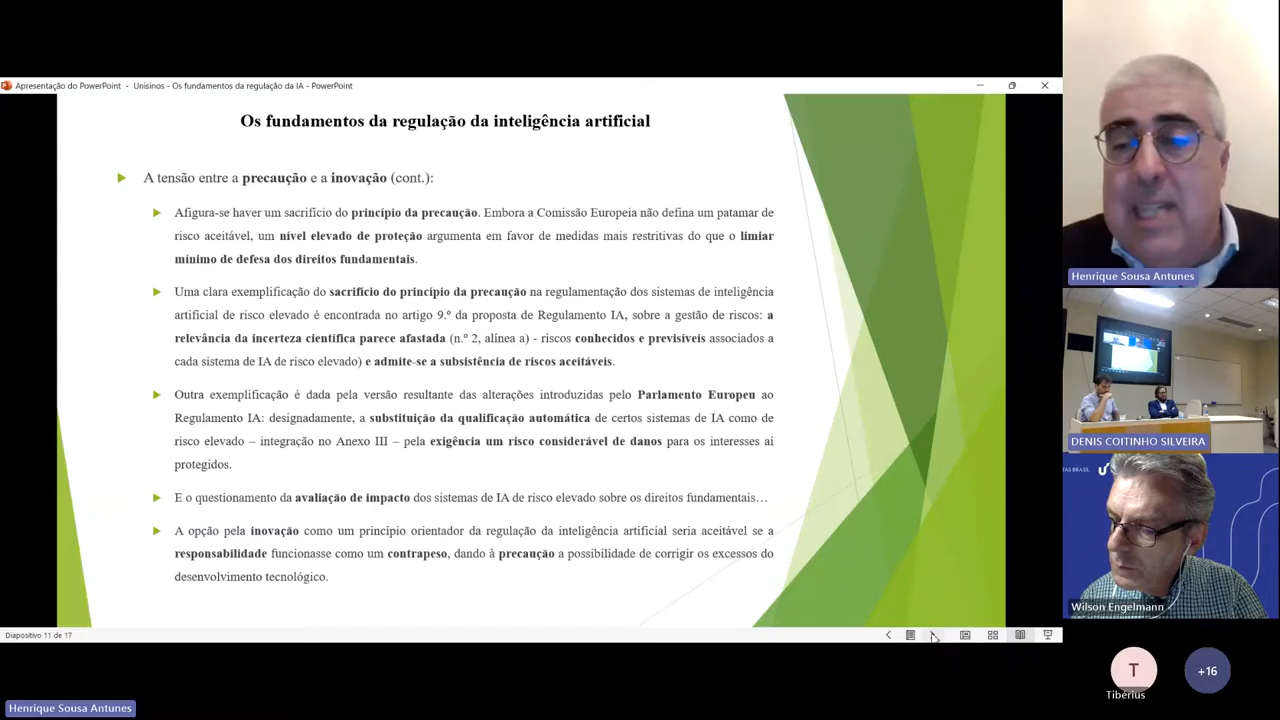 Apresentação do PowerPoint - Unisinos - Os fundamentos da regulação da IA - PowerPoint
Os fundamentos da regulação da inteligência artificial
A tensão entre a precaução e a inovação (cont.):
Afigura-se haver um sacrifício do princípio da precaução. Embora a Comissão Europeia não defina um patamar de
risco aceitável, um nível elevado de proteção argumenta em favor de medidas mais restritivas do que o limiar
mínimo de defesa dos direitos fundamentais.
Uma clara exemplificação do sacrifício do princípio da precaução na regulamentação dos sistemas de inteligência
artificial de risco elevado é encontrada no artigo 9.º da proposta de Regulamento IA, sobre a gestão de riscos: a
relevância da incerteza científica parece afastada (n.º 2, alínea a) - riscos conhecidos e previsíveis associados a
cada sistema de IA de risco elevado) e admite-se a subsistência de riscos aceitáveis.
Outra exemplificação é dada pela versão resultante das alterações introduzidas pelo Parlamento Europeu ao
Regulamento IA: designadamente, a substituição da qualificação automática de certos sistemas de IA como de
risco elevado – integração no Anexo III – pela exigência um risco considerável de danos para os interesses aí
protegidos.
E o questionamento da avaliação de impacto dos sistemas de IA de risco elevado sobre os direitos fundamentais…
A opção pela inovação como um princípio orientador da regulação da inteligência artificial seria aceitável se a
responsabilidade funcionasse como um contrapeso, dando à precaução a possibilidade de corrigir os excessos do
desenvolvimento tecnológico.
Diapositivo 11 de 17
Henrique Sousa Antunes
Henrique Sousa Antunes
DENIS COITINHO SILVEIRA
Wilson Engelmann
T
Tibérius
+16